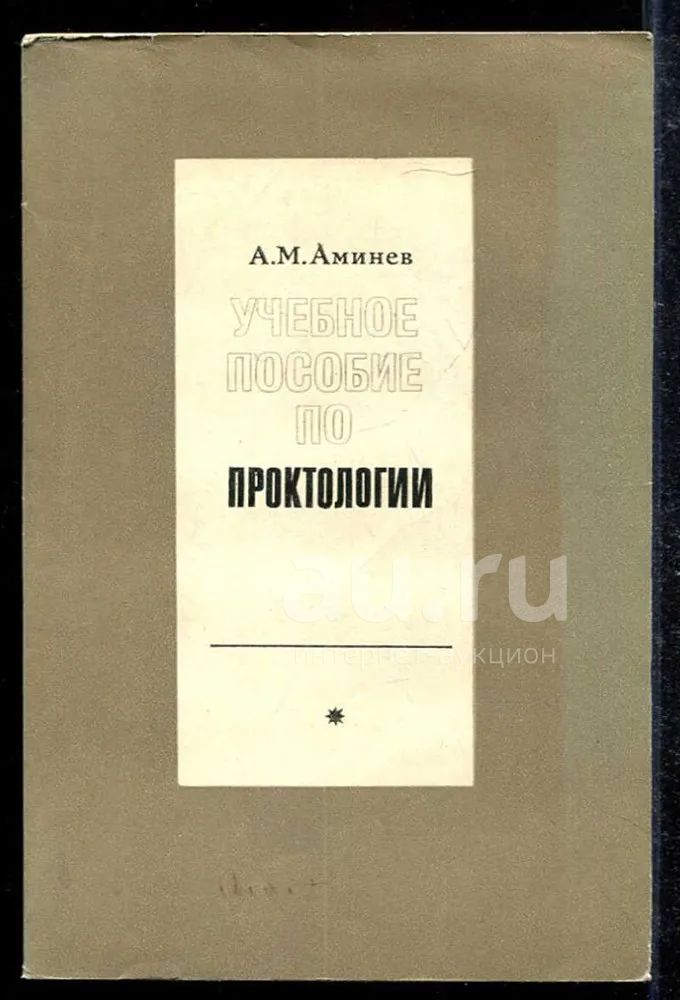 А.М.Аминев
УЧЕБНОЕ
ПОСОБИЕ
ПО
ПРОКТОЛОГИИ
au.ru
интернет-аукцион